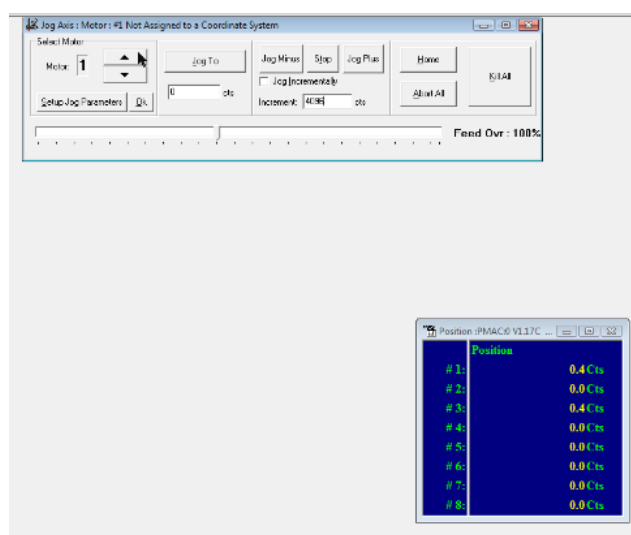 Jog Axis : Motor : #1 Not Assigned to a Coordinate System
Select Motor
Motor: 1
Setup Jog Parameters Ok
Jog To
0 cts
Jog Minus Stop Jog Plus
Jog Incrementally
Increment: 4096 cts
Home
Abort All
Kill All
Feed Ovr : 100%
Position :PMAC:0 V1.17C ...
Position
# 1: 0.4 Cts
# 2: 0.0 Cts
# 3: 0.4 Cts
# 4: 0.0 Cts
# 5: 0.0 Cts
# 6: 0.0 Cts
# 7: 0.0 Cts
# 8: 0.0 Cts